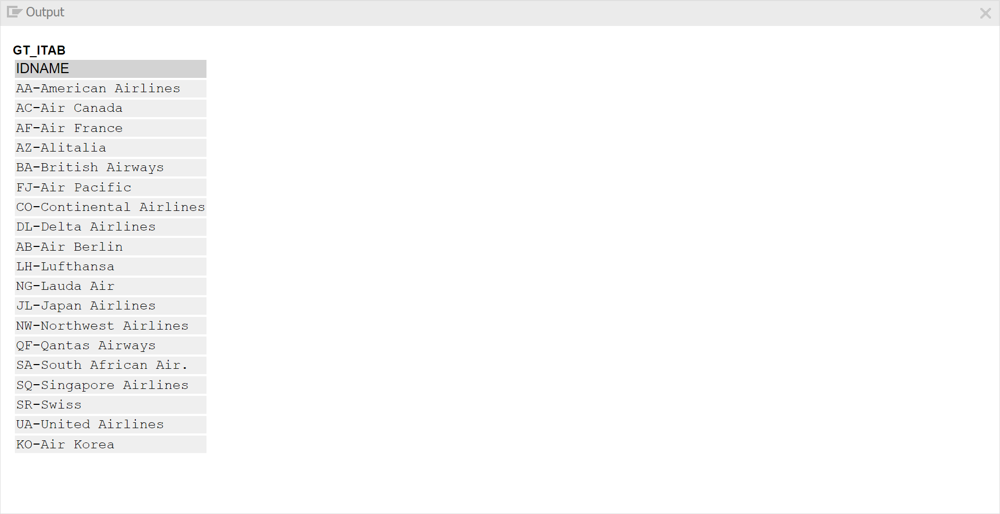 Output
GT_ITAB
IDNAME
AA-American Airlines
AC-Air Canada
AF-Air France
AZ-Alitalia
BA-British Airways
FJ-Air Pacific
CO-Continental Airlines
DL-Delta Airlines
AB-Air Berlin
LH-Lufthansa
NG-Lauda Air
JL-Japan Airlines
NW-Northwest Airlines
QF-Qantas Airways
SA-South African Air.
SQ-Singapore Airlines
SR-Swiss
UA-United Airlines
KO-Air Korea